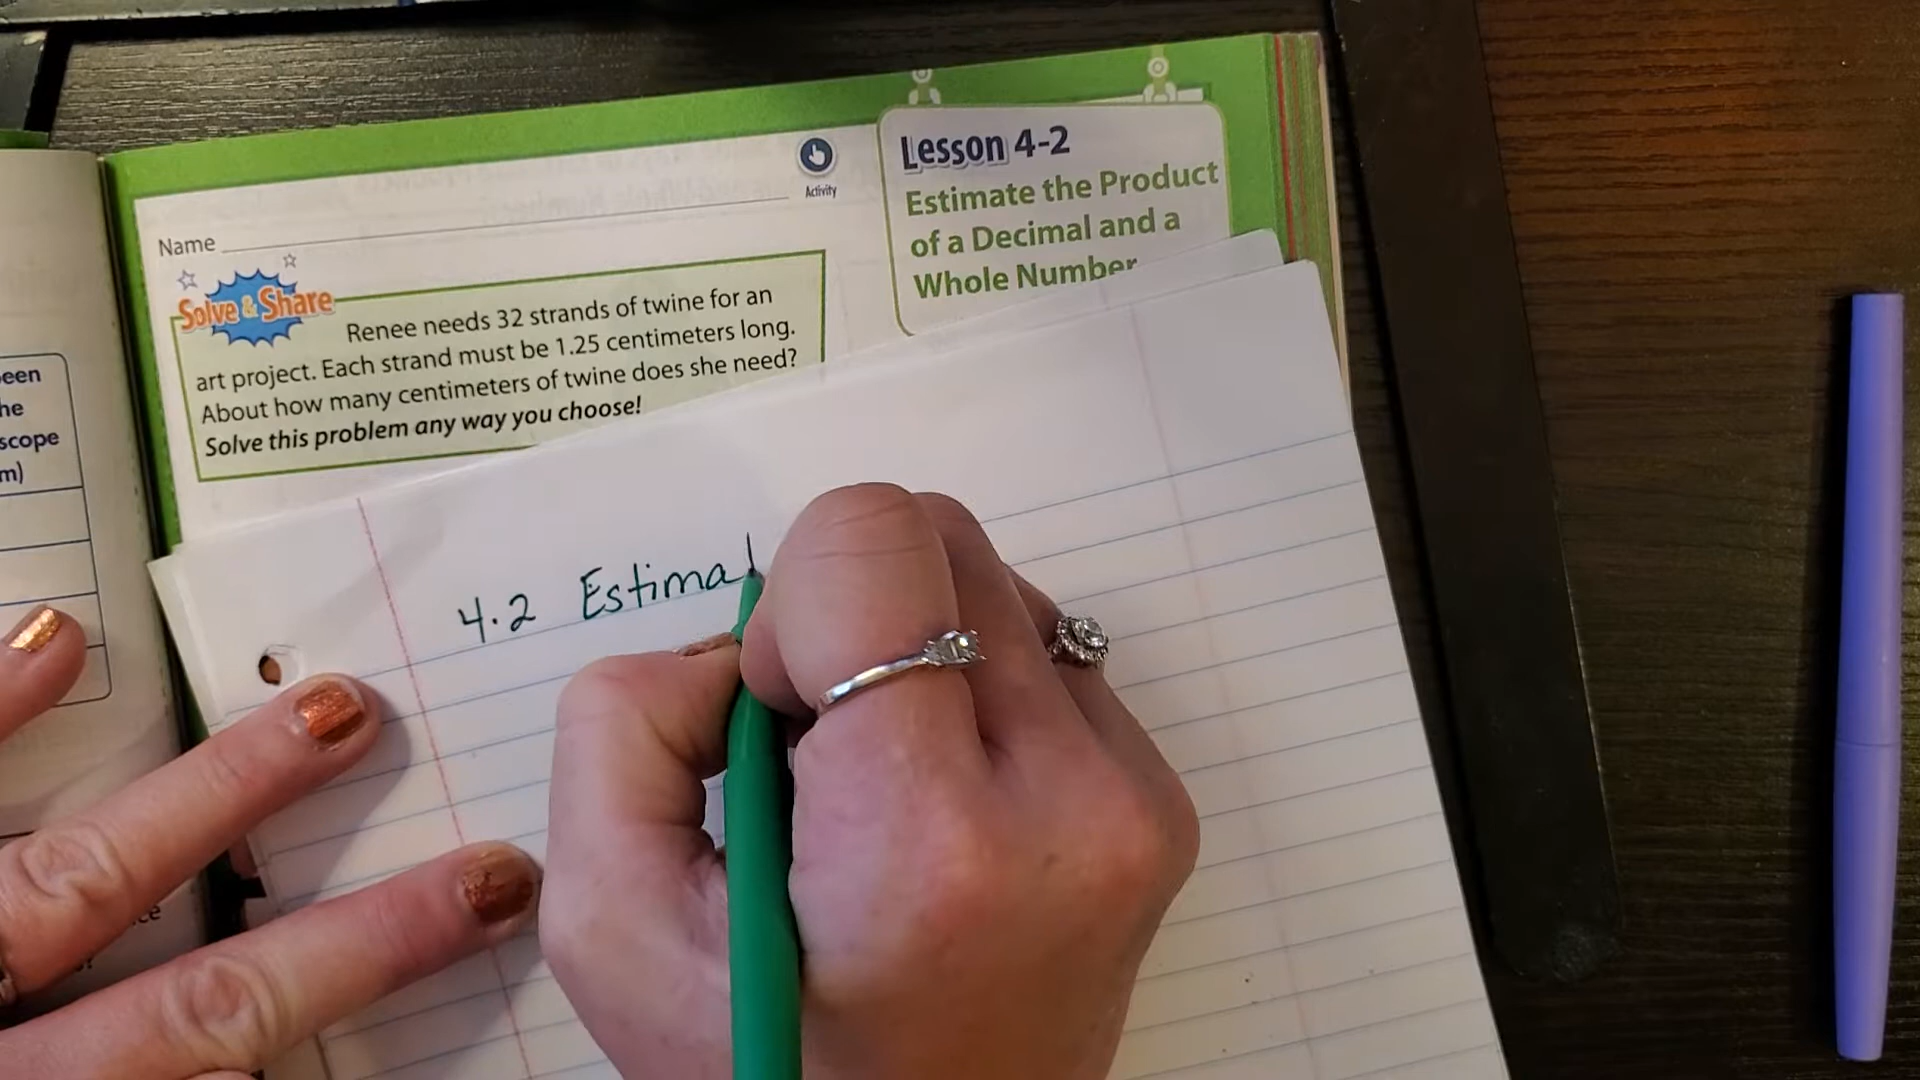 Lesson 4-2
Estimate the Product
of a Decimal and a
Whole Number
Activity
Name
Solve & Share
Renee needs 32 strands of twine for an
art project. Each strand must be 1.25 centimeters long.
About how many centimeters of twine does she need?
Solve this problem any way you choose!
een
he
scope
m)
4.2 Estimat